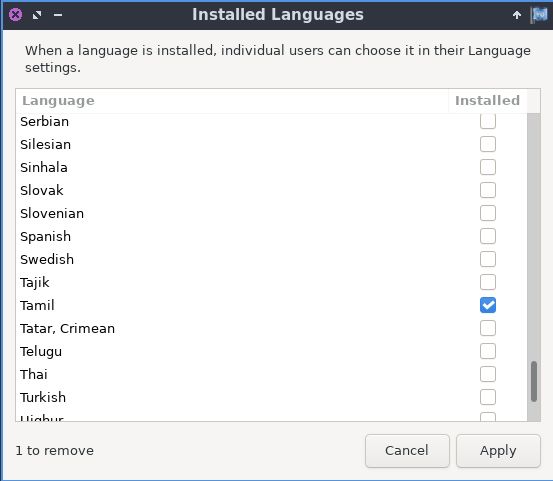 Installed Languages
When a language is installed, individual users can choose it in their Language
settings.
Language Installed
Serbian
Silesian
Sinhala
Slovak
Slovenian
Spanish
Swedish
Tajik
Tamil
Tatar, Crimean
Telugu
Thai
Turkish
Uighur
1 to remove
Cancel Apply